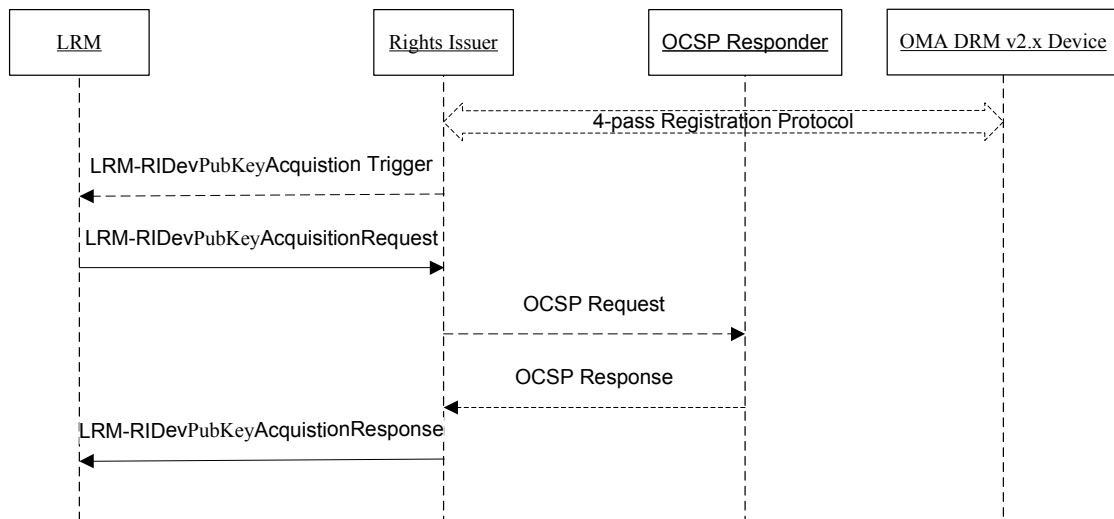 LRM
Rights Issuer
OCSP Responder
OMA DRM v2.x Device
4-pass Registration Protocol
LRM-RIDevPubKeyAcquistion Trigger
LRM-RIDevPubKeyAcquisitionRequest
OCSP Request
OCSP Response
LRM-RIDevPubKeyAcquistionResponse